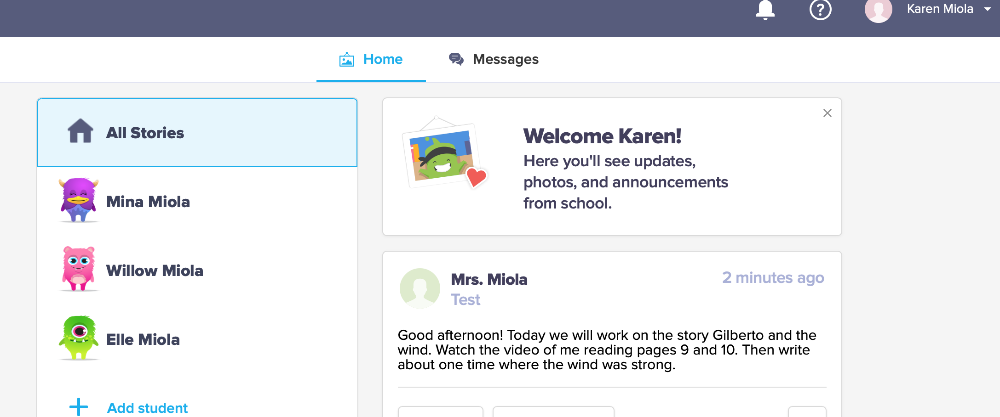 Karen Miola
Home
Messages
All Stories
Mina Miola
Willow Miola
Elle Miola
Add student
Welcome Karen!
Here you'll see updates,
photos, and announcements
from school.
Mrs. Miola
2 minutes ago
Test
Good afternoon! Today we will work on the story Gilberto and the
wind. Watch the video of me reading pages 9 and 10. Then write
about one time where the wind was strong.